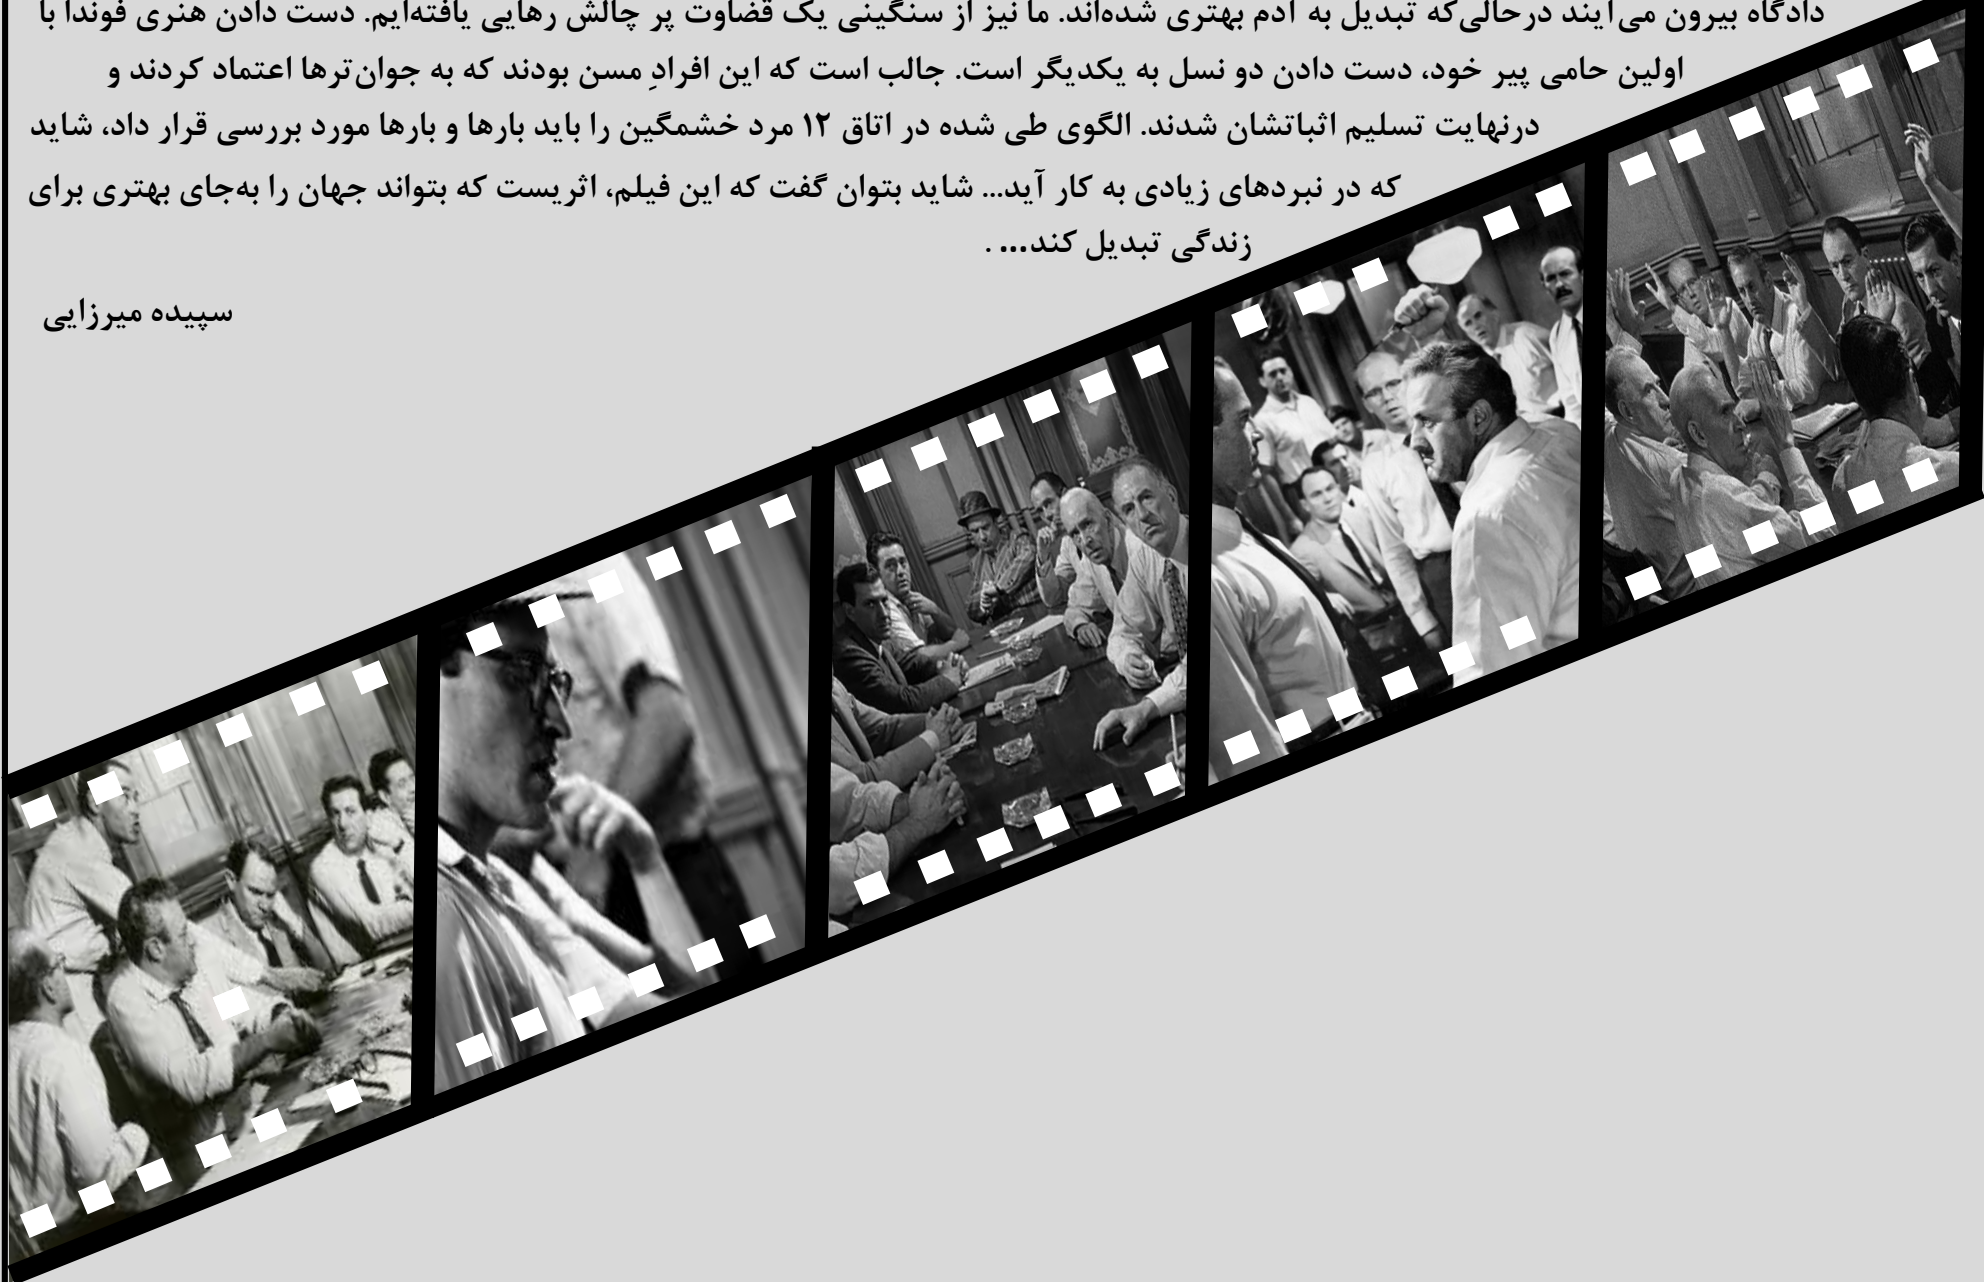 دادگاه بیرون می‌آیند درحالی‌که تبدیل به آدم بهتری شده‌اند. ما نیز از سنگینی یک قضاوت پر چالش رهایی یافته‌ایم. دست دادن هنری فوندا با
اولین حامی پیر خود، دست دادن دو نسل به یکدیگر است. جالب است که این افرادِ مسن بودند که به جوان‌ترها اعتماد کردند و
درنهایت تسلیم اثباتشان شدند. الگوی طی شده در اتاق ۱۲ مرد خشمگین را باید بارها و بارها مورد بررسی قرار داد، شاید
که در نبردهای زیادی به کار آید... شاید بتوان گفت که این فیلم، اثریست که بتواند جهان را به‌جای بهتری برای
زندگی تبدیل کند... .
سپیده میرزایی